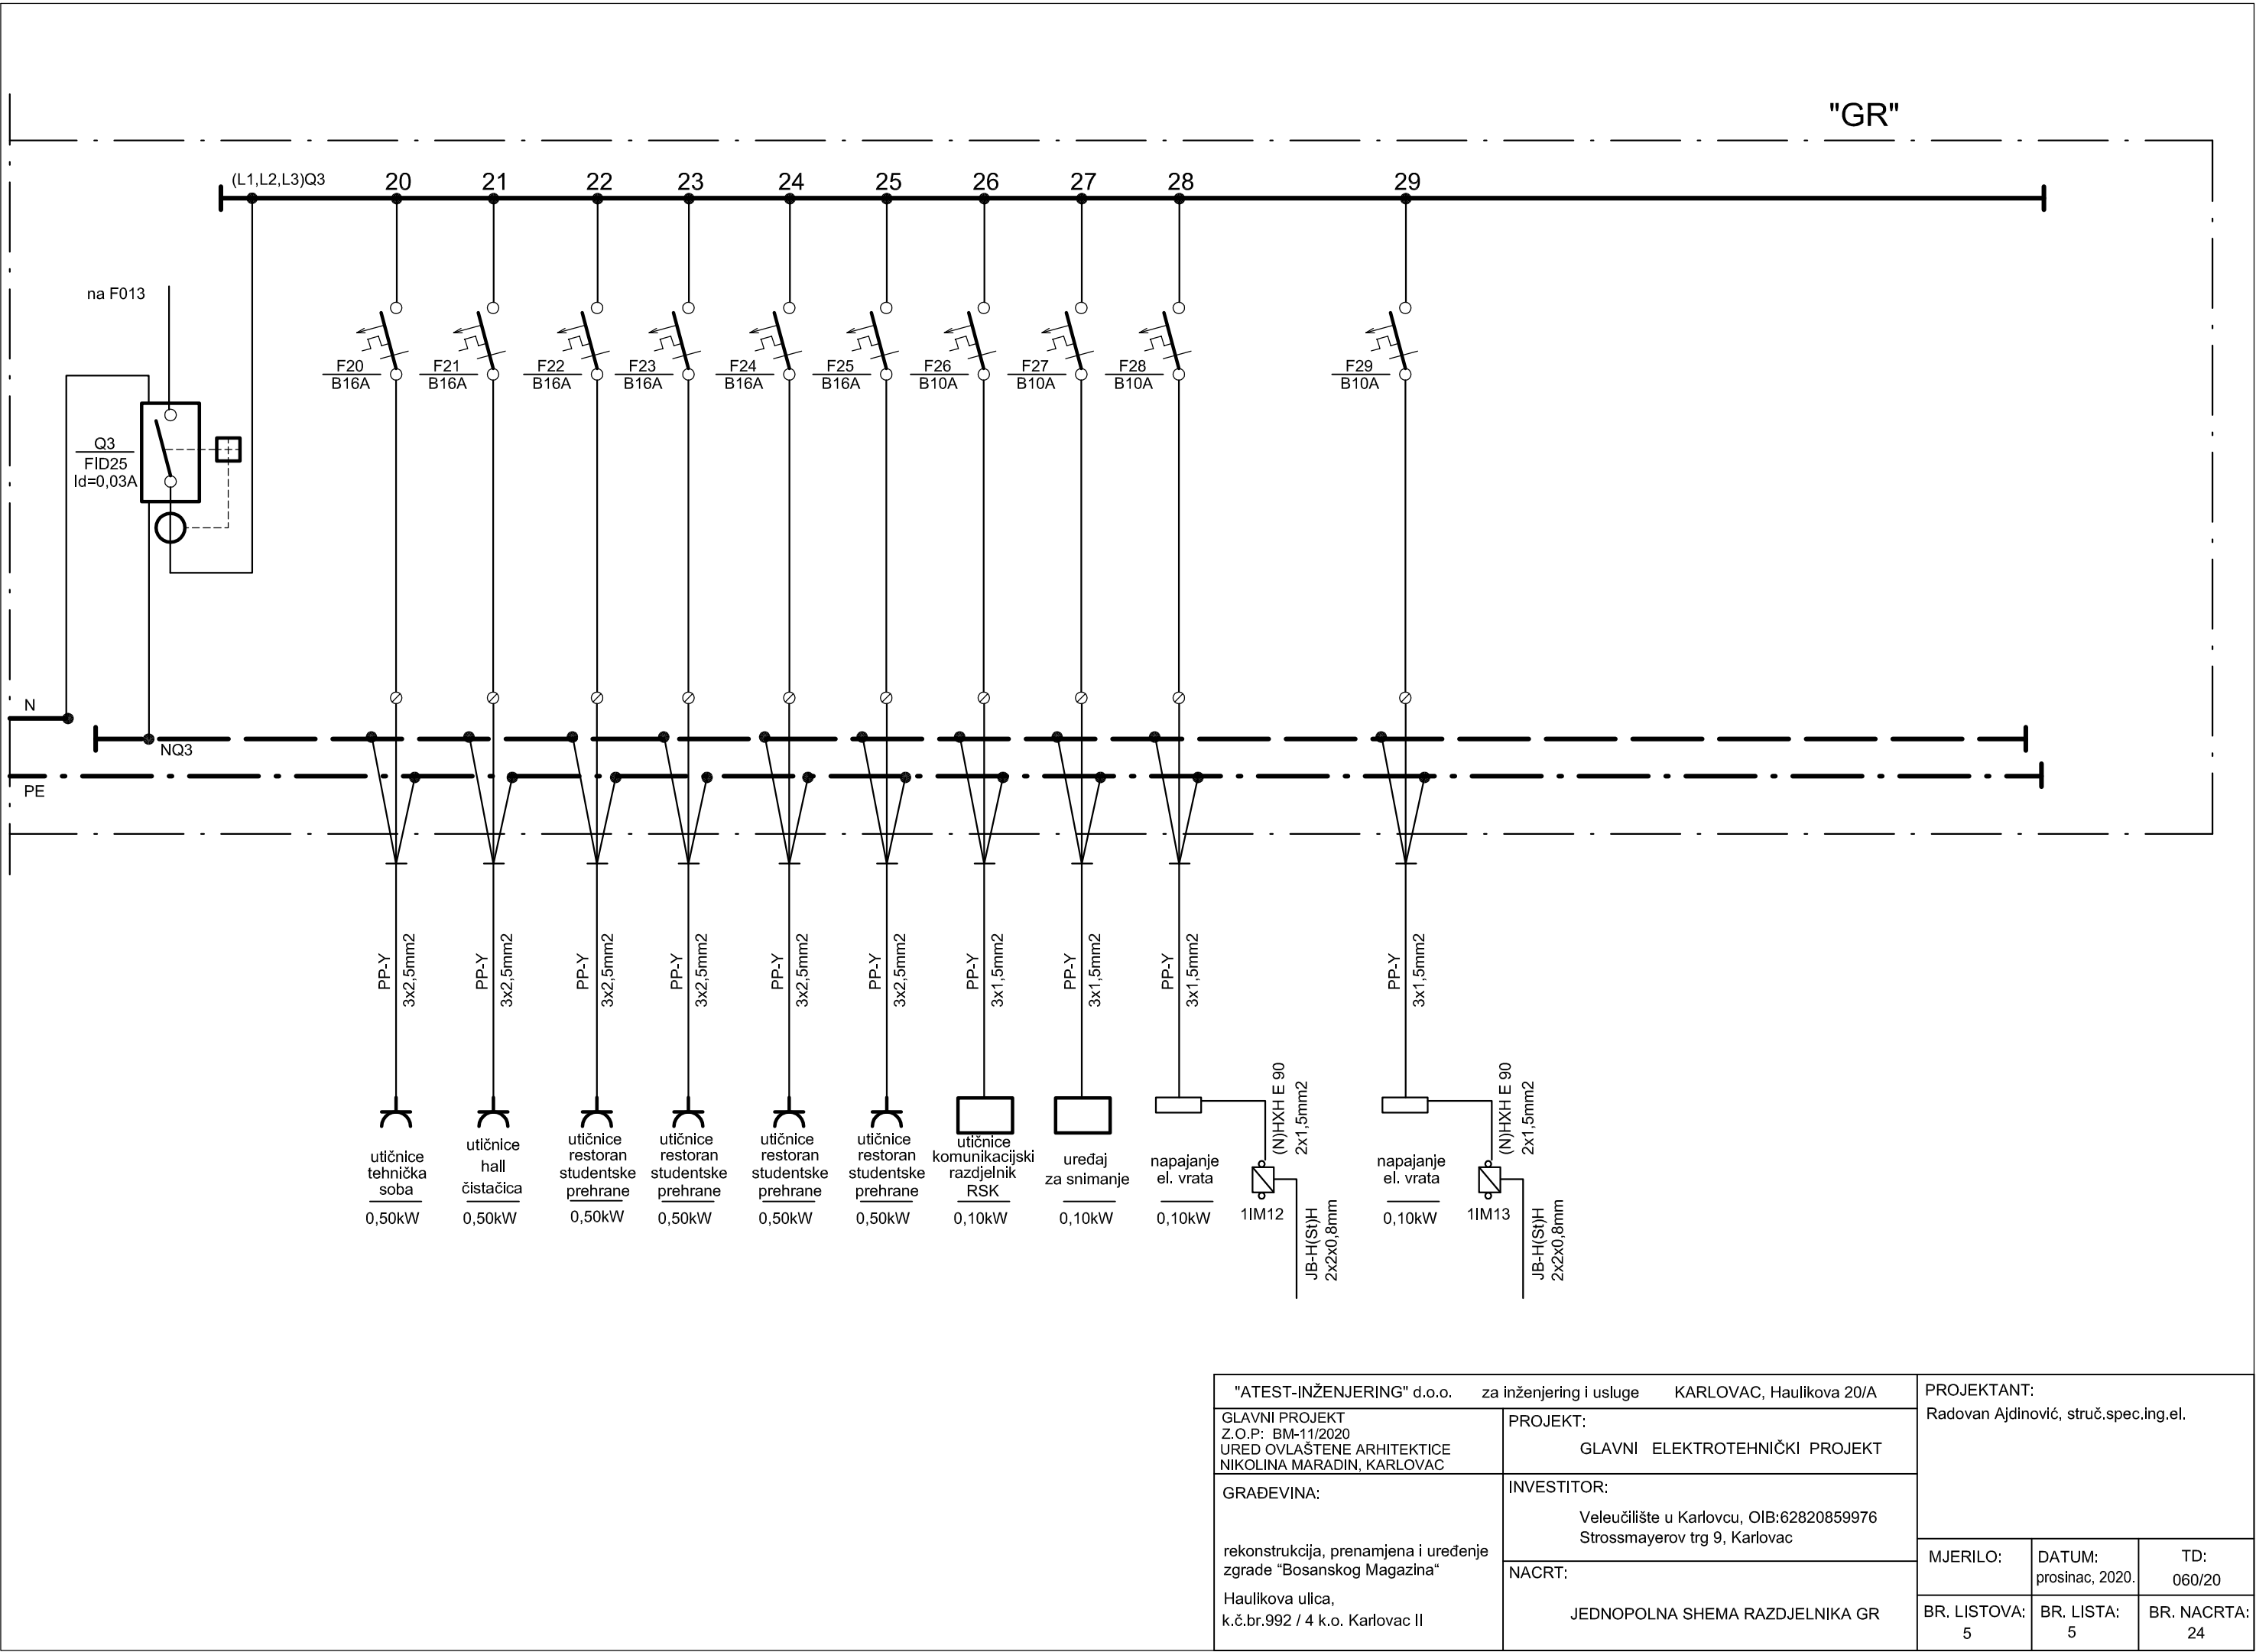 "GR"
(L1,L2,L3)Q3
20 21 22 23 24 25 26 27 28 29
na F013
F20
B16A
F21
B16A
F22
B16A
F23
B16A
F24
B16A
F25
B16A
F26
B10A
F27
B10A
F28
B10A
F29
B10A
Q3
FID25
Id=0,03A
N
NQ3
PE
PP-Y
3x2,5mm2
PP-Y
3x2,5mm2
PP-Y
3x2,5mm2
PP-Y
3x2,5mm2
PP-Y
3x2,5mm2
PP-Y
3x2,5mm2
PP-Y
3x1,5mm2
PP-Y
3x1,5mm2
PP-Y
3x1,5mm2
PP-Y
3x1,5mm2
utičnice
tehnička
soba
0,50kW
utičnice
hall
čistačica
0,50kW
utičnice
restoran
studentske
prehrane
0,50kW
utičnice
restoran
studentske
prehrane
0,50kW
utičnice
restoran
studentske
prehrane
0,50kW
utičnice
restoran
studentske
prehrane
0,50kW
utičnice
komunikacijski
razdjelnik
RSK
0,10kW
uređaj
za snimanje
0,10kW
napajanje
el. vrata
0,10kW
(N)HXH E 90
2x1,5mm2
1IM12
JB-H(St)H
2x2x0,8mm
napajanje
el. vrata
0,10kW
(N)HXH E 90
2x1,5mm2
1IM13
JB-H(St)H
2x2x0,8mm
"ATEST-INŽENJERING" d.o.o. za inženjering i usluge KARLOVAC, Haulikova 20/A
GLAVNI PROJEKT
Z.O.P: BM-11/2020
URED OVLAŠTENE ARHITEKTICE
NIKOLINA MARADIN, KARLOVAC
PROJEKT:
GLAVNI ELEKTROTEHNIČKI PROJEKT
PROJEKTANT:
Radovan Ajdinović, struč.spec.ing.el.
GRAĐEVINA:
rekonstrukcija, prenamjena i uređenje
zgrade “Bosanskog Magazina“
Haulikova ulica,
k.č.br.992 / 4 k.o. Karlovac II
INVESTITOR:
Veleučilište u Karlovcu, OIB:62820859976
Strossmayerov trg 9, Karlovac
NACRT:
JEDNOPOLNA SHEMA RAZDJELNIKA GR
MJERILO:
DATUM:
prosinac, 2020.
TD:
060/20
BR. LISTOVA:
5
BR. LISTA:
5
BR. NACRTA:
24